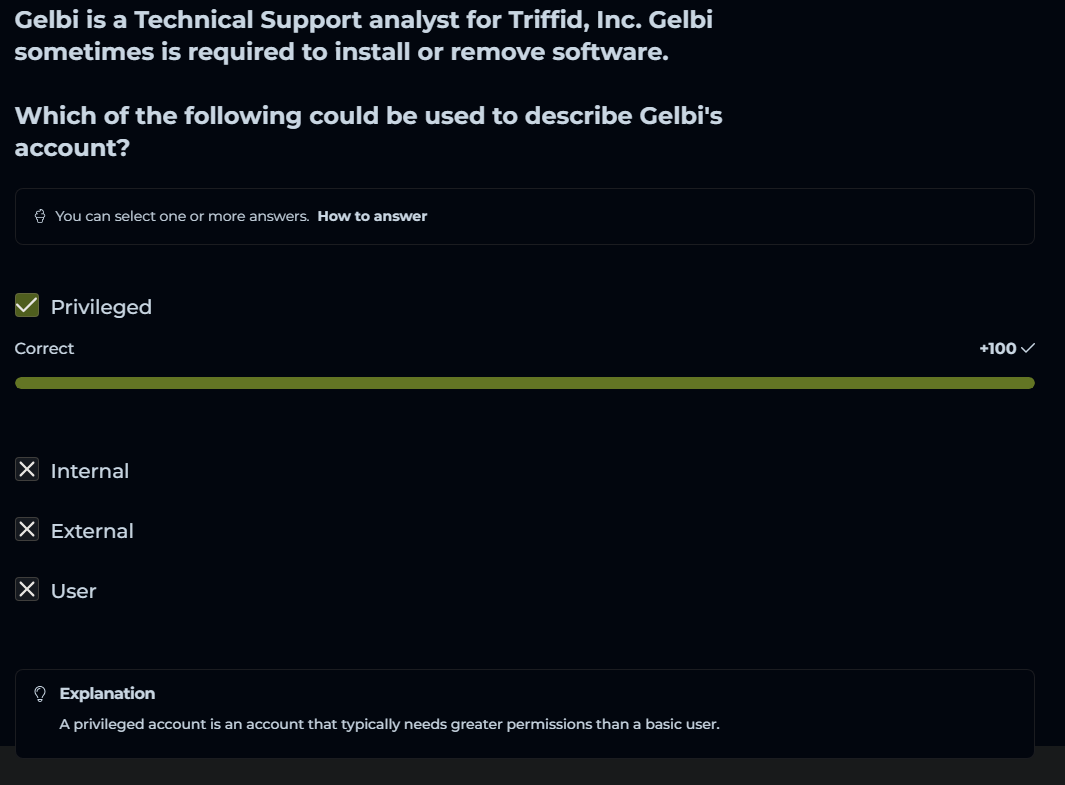 Gelbi is a Technical Support analyst for Triffid, Inc. Gelbi
sometimes is required to install or remove software.
Which of the following could be used to describe Gelbi's
account?
You can select one or more answers. How to answer
Privileged
Correct
+100
Internal
External
User
Explanation
A privileged account is an account that typically needs greater permissions than a basic user.